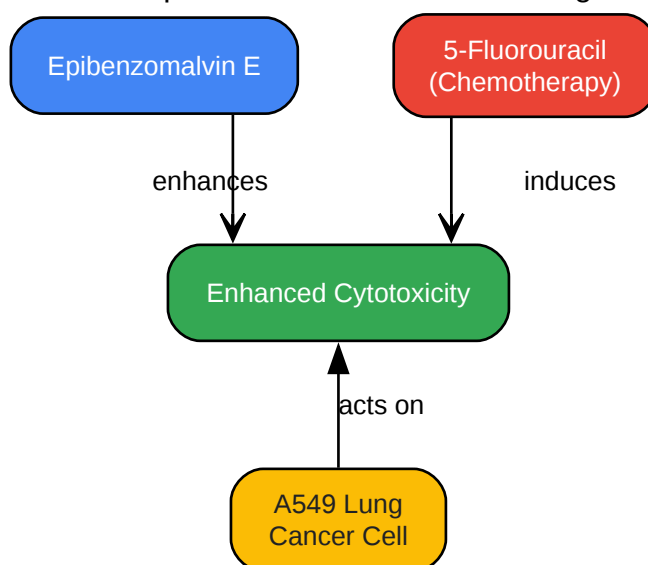 Epibenzomalvin E
5-Fluorouracil
(Chemotherapy)
enhances
induces
Enhanced Cytotoxicity
acts on
A549 Lung
Cancer Cell